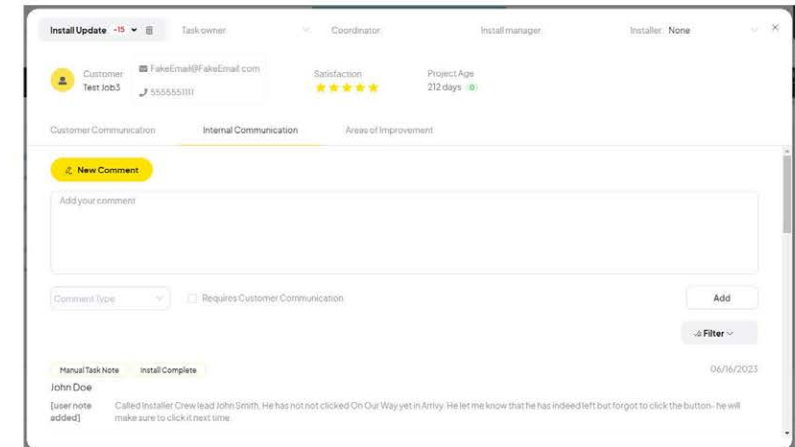 Install Update -15 Task owner Coordinator Install manager Installer: None
Customer FakeEmail@FakeEmail.com Satisfaction Project Age
Test Job3 5555551111 212 days 0
Customer Communication Internal Communication Areas of Improvement
New Comment
Add your comment
Comment Type Requires Customer Communication Add
Filter
Manual Task Note Install Complete 06/16/2023
John Doe
[user note added] Called Installer Crew lead John Smith. He has not not clicked On Our Way yet in Arrivy. He let me know that he has indeed left but forgot to click the button- he will
make sure to click it next time.